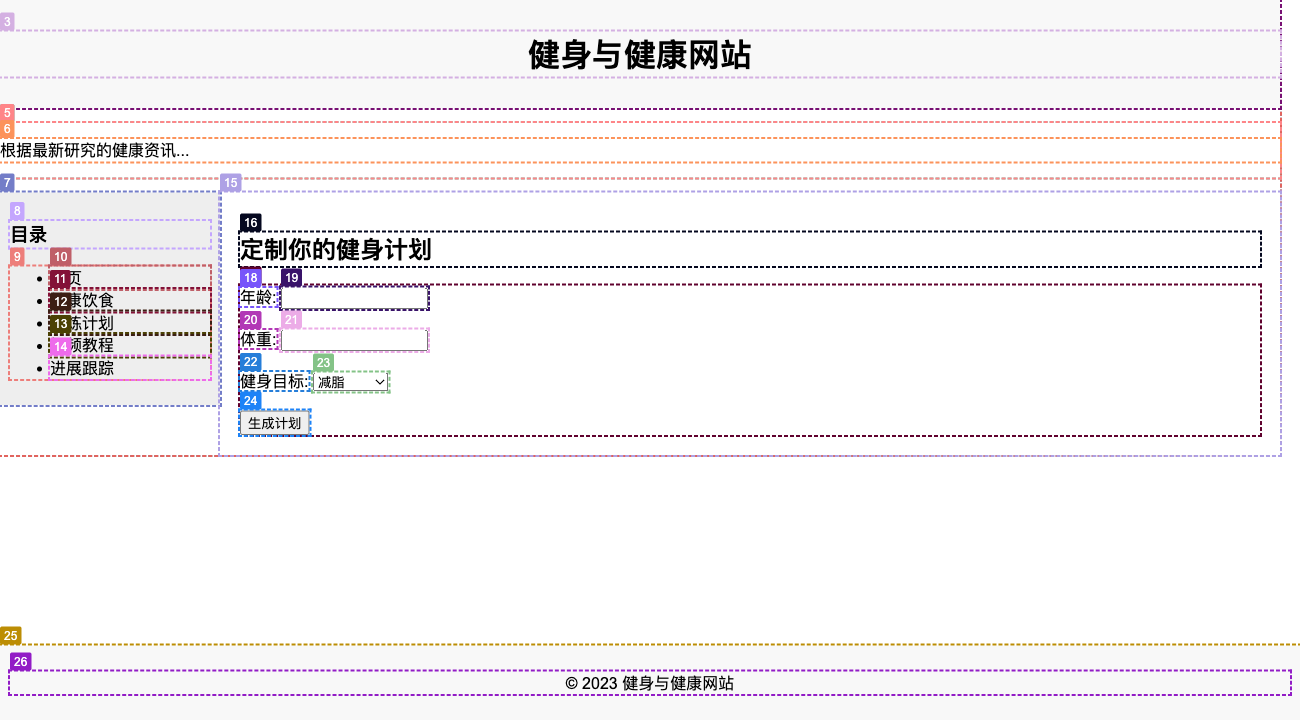 3
健身与健康网站
5
6
根据最新研究的健康资讯...
7
8
目录
9
10
11 页
12 康饮食
13 练计划
14 频教程
进展跟踪
15
16
定制你的健身计划
18 19
年龄:
20 21
体重:
22 23
健身目标: 减脂
24
生成计划
25
26
© 2023 健身与健康网站